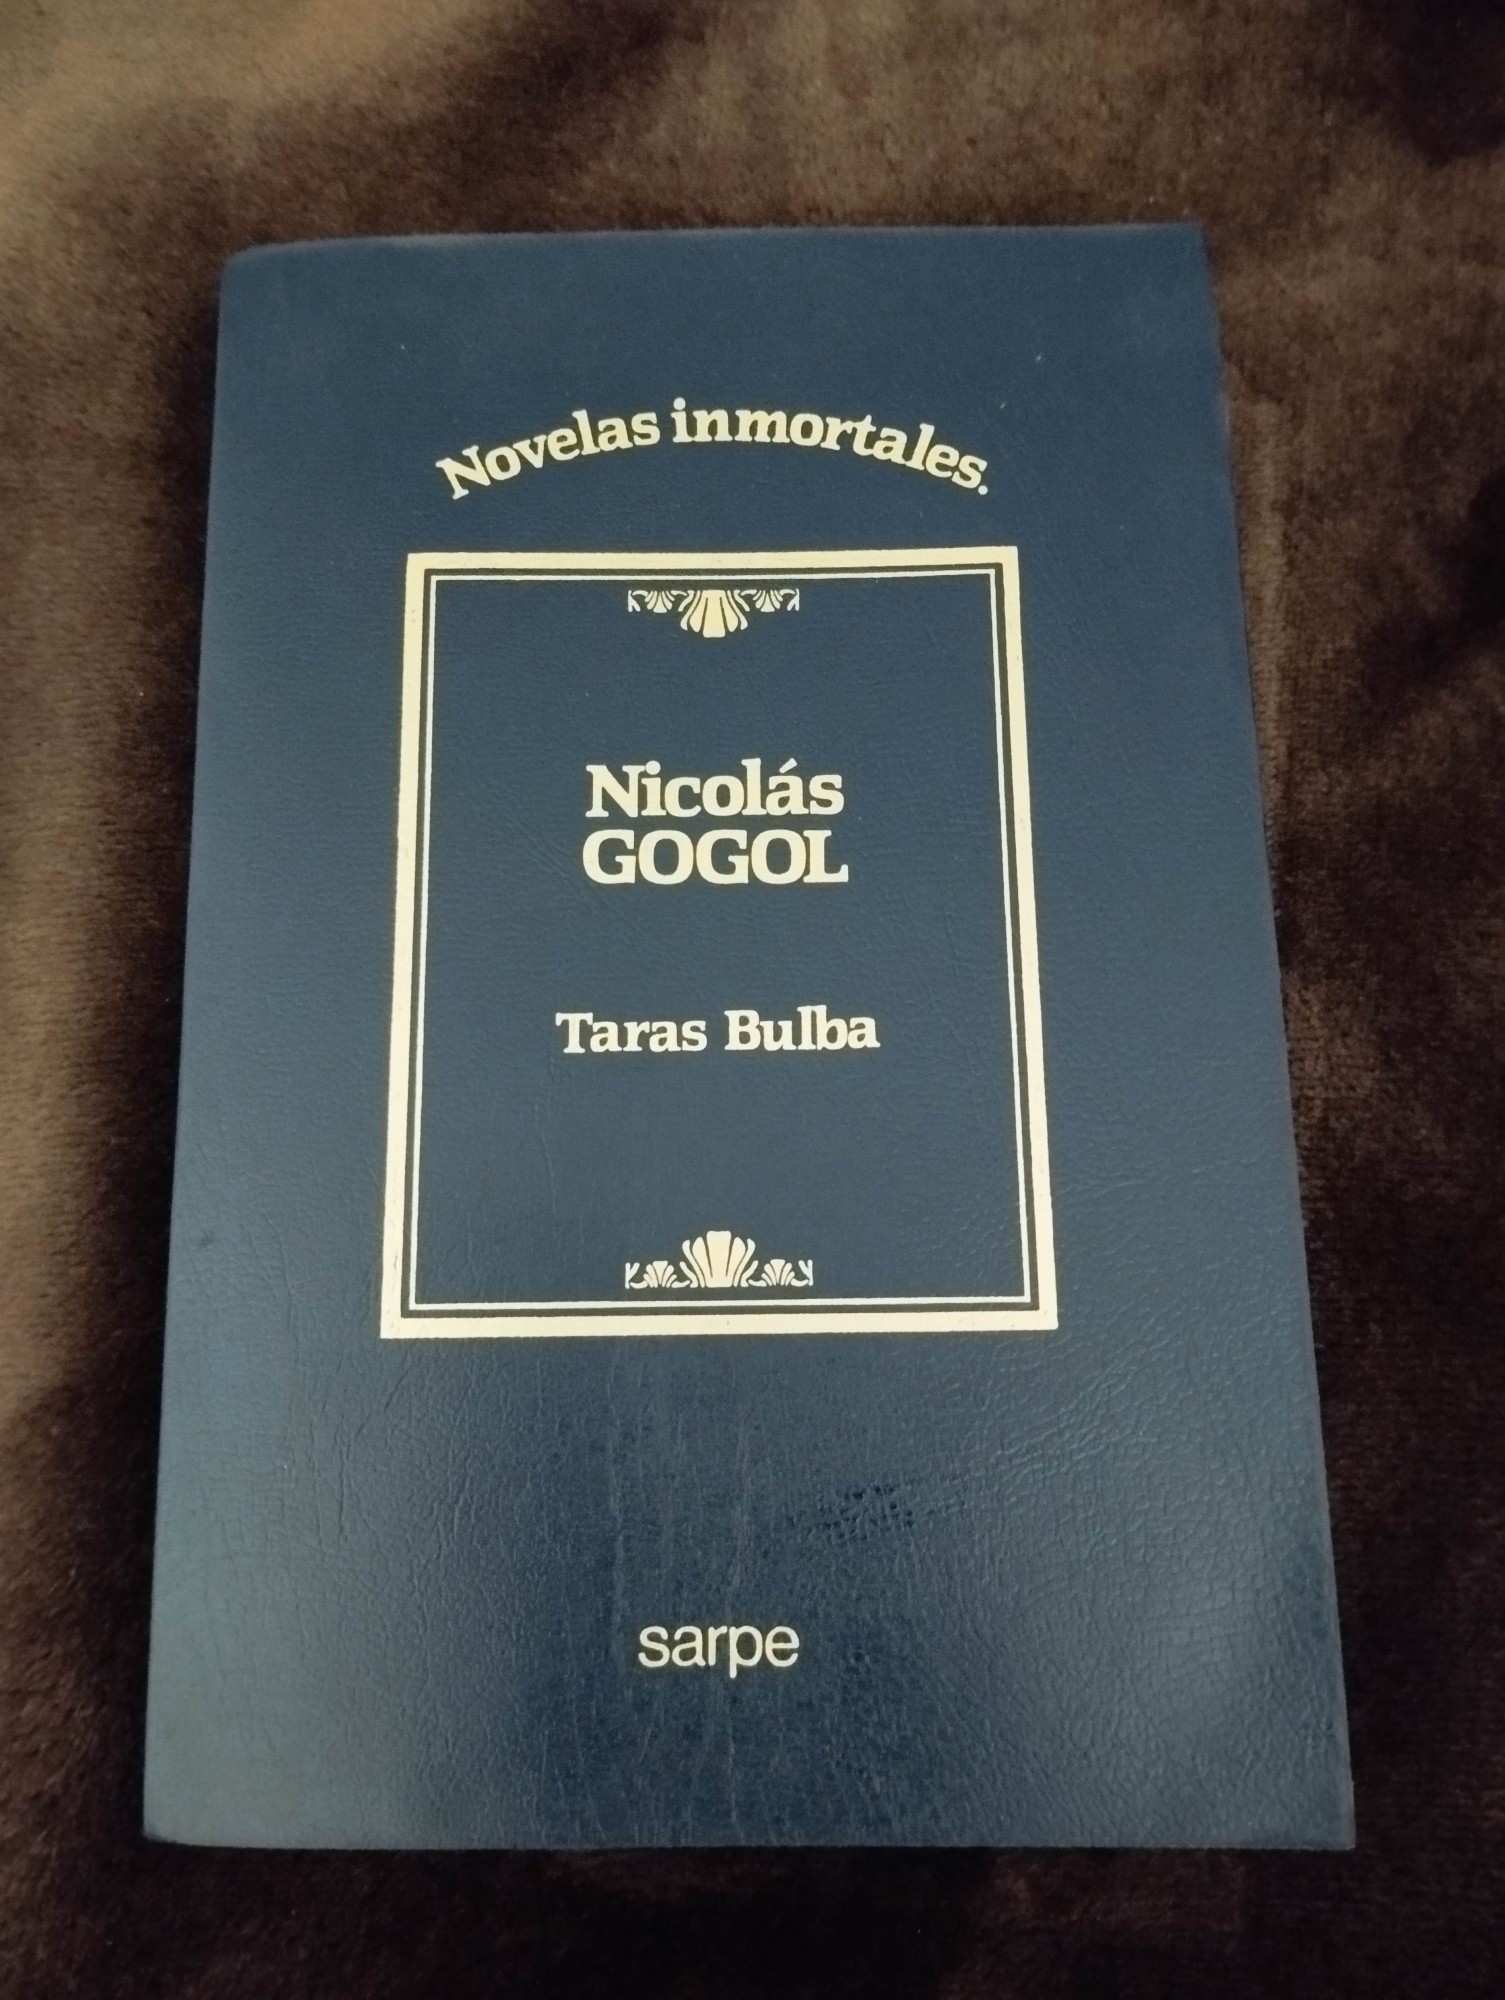 Novelas inmortales.
Nicolás
GOGOL
Taras Bulba
sarpe